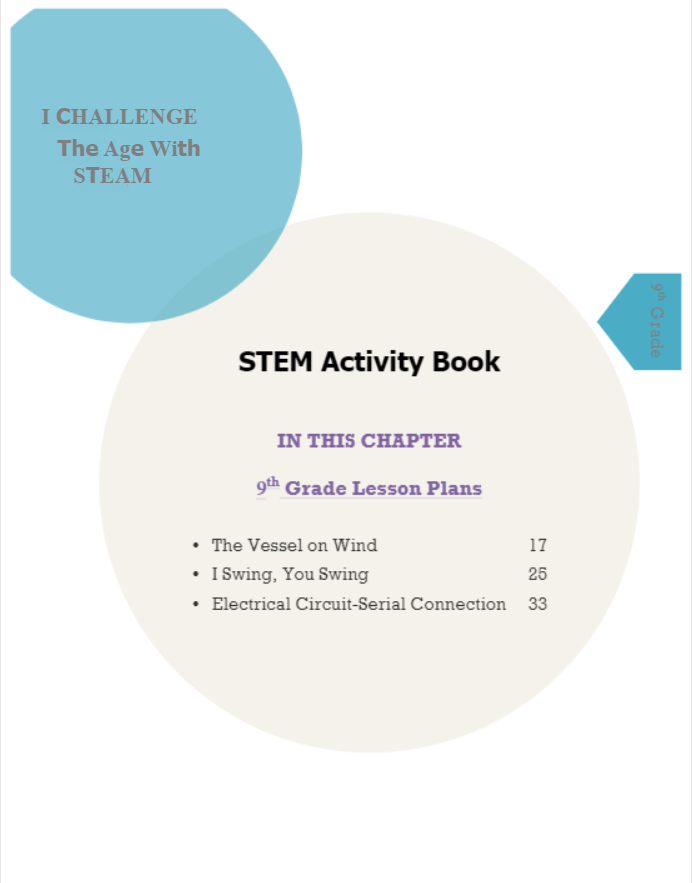 I CHALLENGE
The Age With
STEAM
9th Grade
STEM Activity Book
IN THIS CHAPTER
9th Grade Lesson Plans
• The Vessel on Wind 17
• I Swing, You Swing 25
• Electrical Circuit-Serial Connection 33